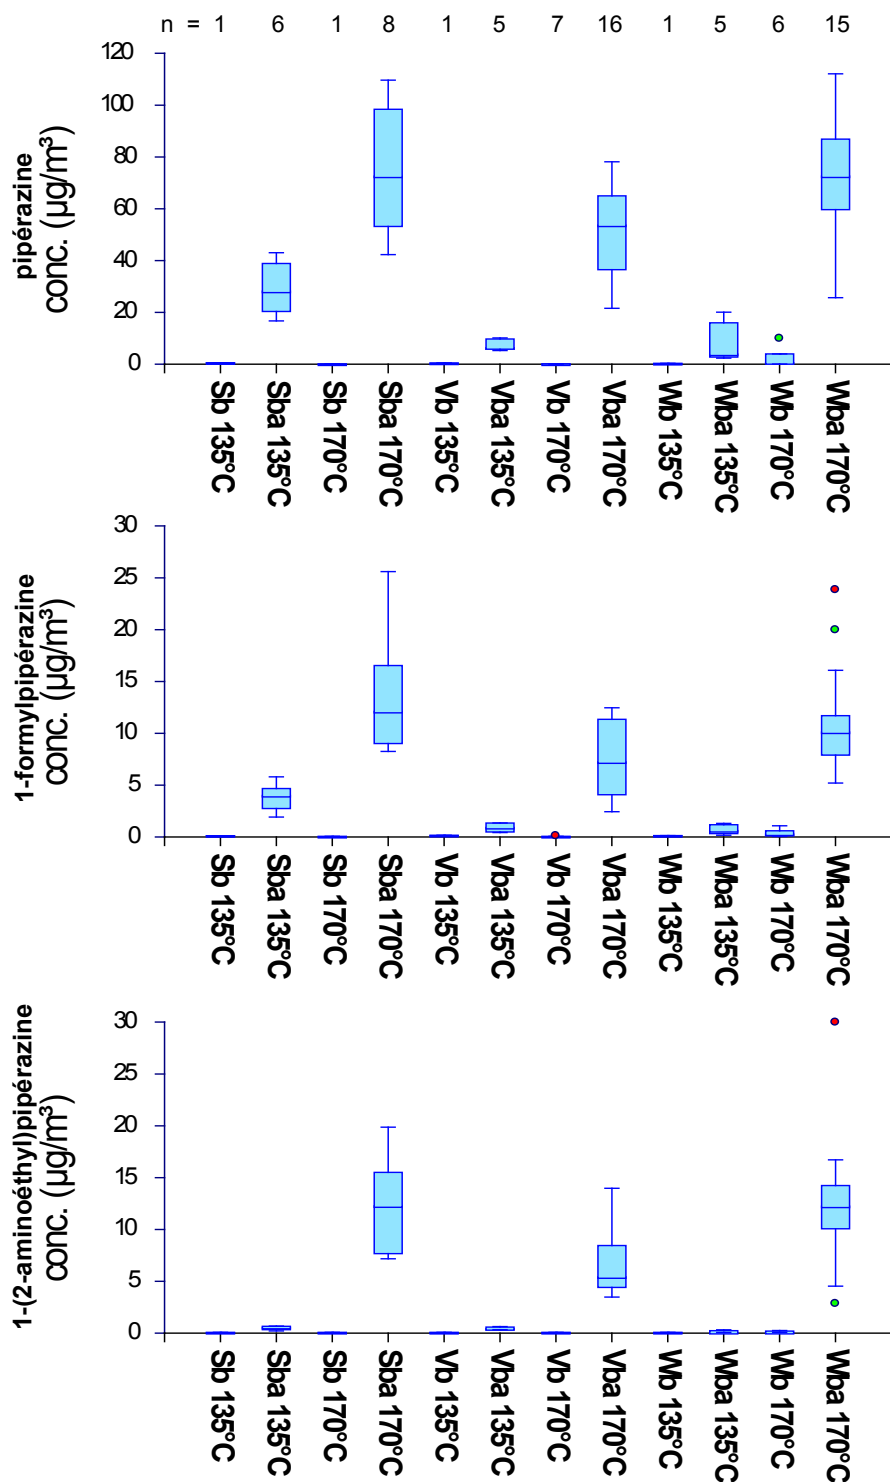 n = 1 6 1 8 1 5 7 16 1 5 6 15
pipérazine
conc. (µg/m³)
120
100
80
60
40
20
0
Sb 135°C
Sba 135°C
Sb 170°C
Sba 170°C
Vb 135°C
Vba 135°C
Vb 170°C
Vba 170°C
Wb 135°C
Wba 135°C
Wb 170°C
Wba 170°C
1-formylpipérazine
conc. (µg/m³)
30
25
20
15
10
5
0
Sb 135°C
Sba 135°C
Sb 170°C
Sba 170°C
Vb 135°C
Vba 135°C
Vb 170°C
Vba 170°C
Wb 135°C
Wba 135°C
Wb 170°C
Wba 170°C
1-(2-aminoéthyl)pipérazine
conc. (µg/m³)
30
25
20
15
10
5
0
Sb 135°C
Sba 135°C
Sb 170°C
Sba 170°C
Vb 135°C
Vba 135°C
Vb 170°C
Vba 170°C
Wb 135°C
Wba 135°C
Wb 170°C
Wba 170°C